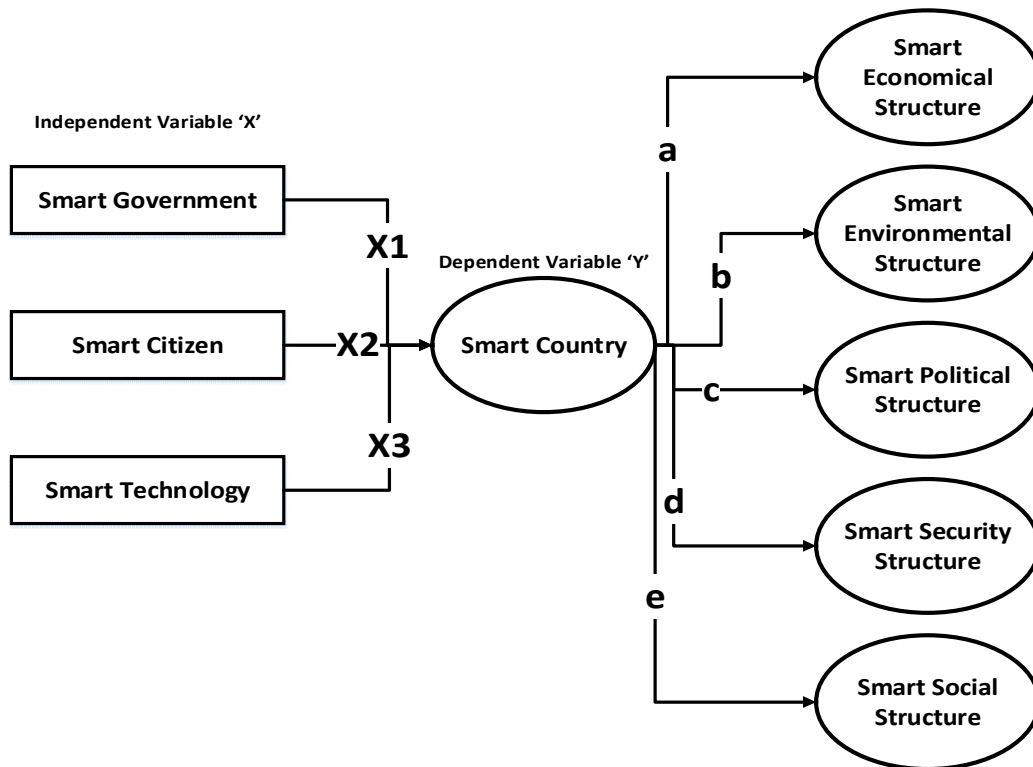 Independent Variable ‘X’
Smart Government
Smart Citizen
Smart Technology
X1
X2
X3
Dependent Variable ‘Y’
Smart Country
a
b
c
d
e
Smart
Economical
Structure
Smart
Environmental
Structure
Smart Political
Structure
Smart Security
Structure
Smart Social
Structure